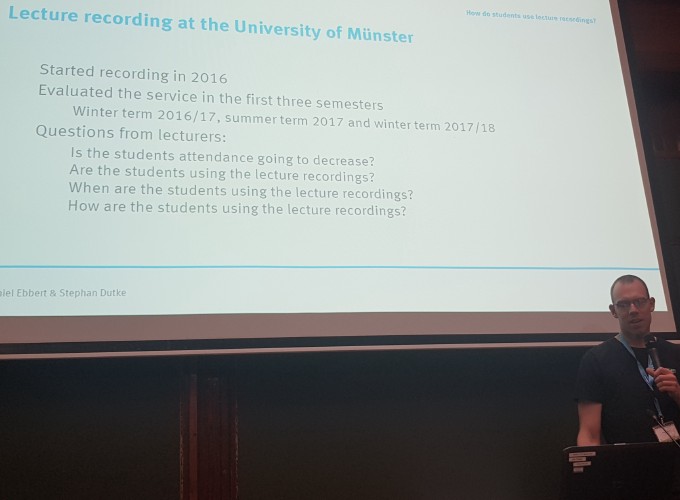 How do students use lecture recordings?
Lecture recording at the University of Münster
Started recording in 2016
Evaluated the service in the first three semesters
Winter term 2016/17, summer term 2017 and winter term 2017/18
Questions from lecturers:
Is the students attendance going to decrease?
Are the students using the lecture recordings?
When are the students using the lecture recordings?
How are the students using the lecture recordings?
iel Ebbert & Stephan Dutke